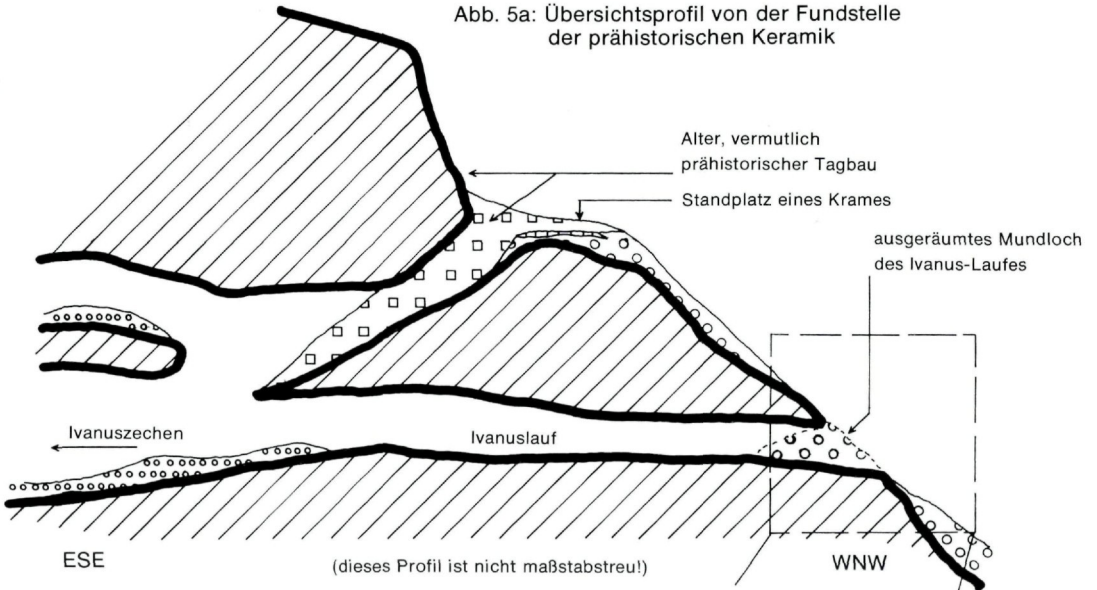 Abb. 5a: Übersichtsprofil von der Fundstelle
der prähistorischen Keramik
Alter, vermutlich
prähistorischer Tagbau
Standplatz eines Krames
ausgeräumtes Mundloch
des Ivanus-Laufes
Ivanuszechen
Ivanuslauf
ESE
(dieses Profil ist nicht maßstabstreu!)
WNW